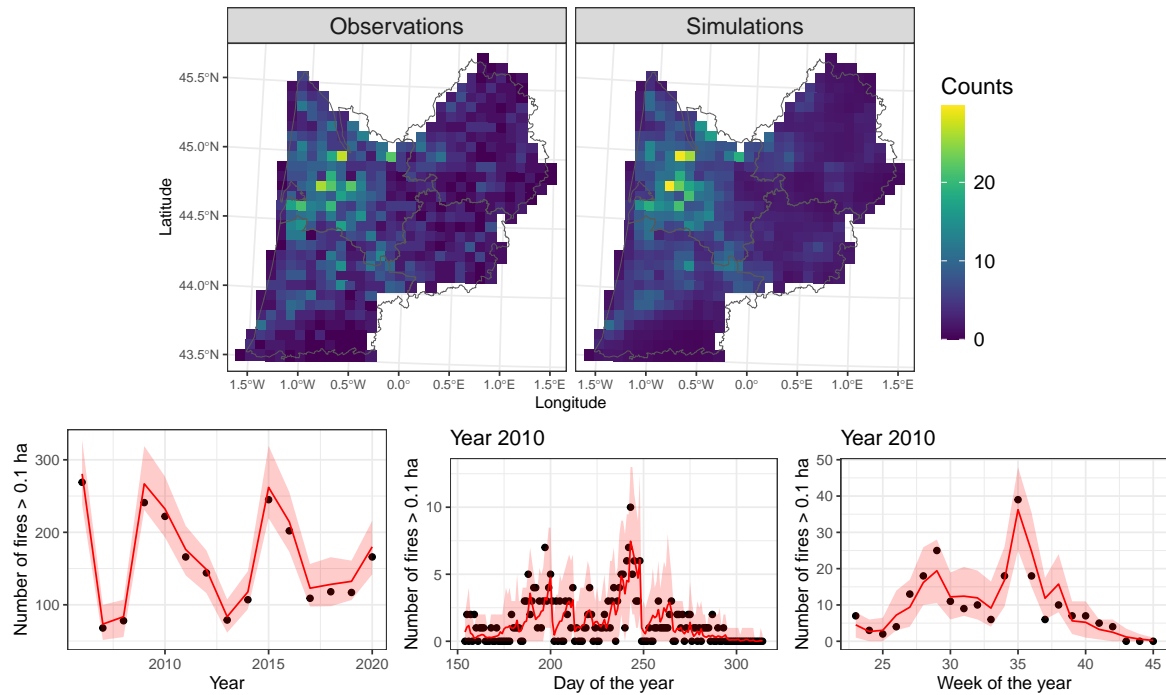 Observations
Simulations
45.5°N
45.0°N
44.5°N
44.0°N
43.5°N
Latitude
1.5°W 1.0°W 0.5°W 0.0° 0.5°E 1.0°E 1.5°E
1.5°W 1.0°W 0.5°W 0.0° 0.5°E 1.0°E 1.5°E
Longitude
Counts
20
10
0
Number of fires > 0.1 ha
300
200
100
2010 2015 2020
Year
Year 2010
Number of fires > 0.1 ha
10
5
0
150 200 250 300
Day of the year
Year 2010
Number of fires > 0.1 ha
50
40
30
20
10
0
25 30 35 40 45
Week of the year